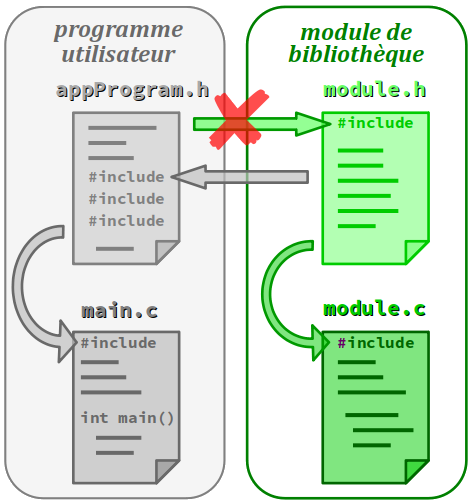 programme
utilisateur
appProgram.h
#include
#include
#include
main.c
#include
int main()
module de
bibliothèque
module.h
#include
module.c
#include